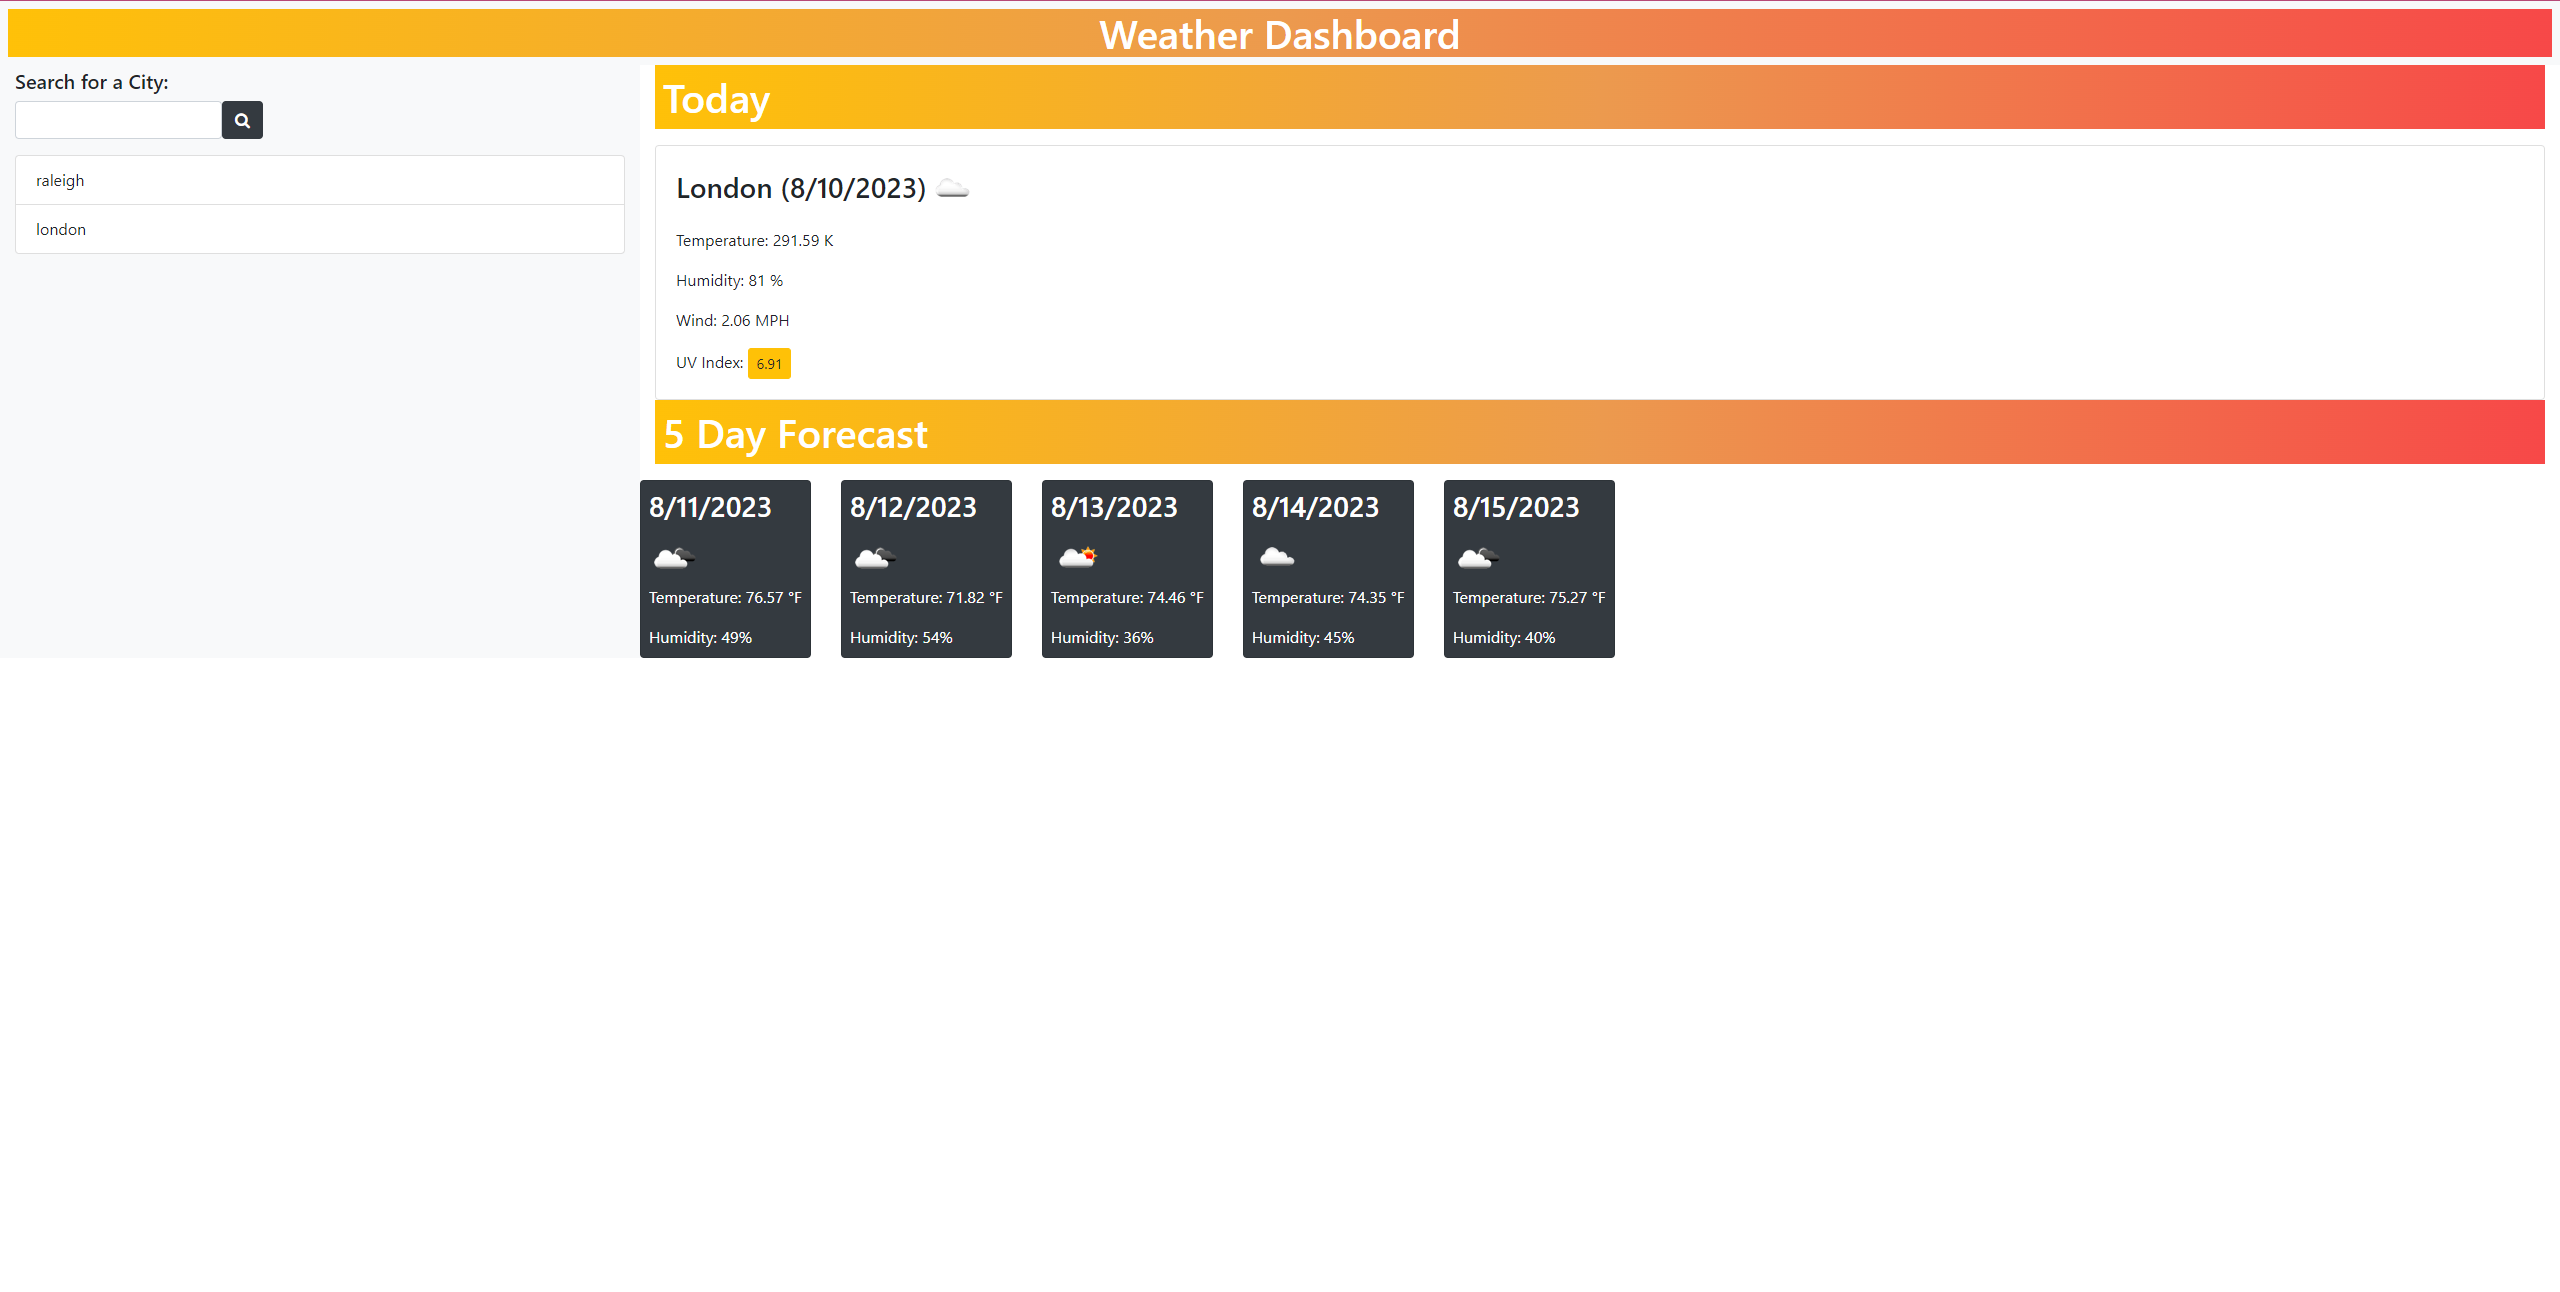 Weather Dashboard
Search for a City:
raleigh
london
Today
London (8/10/2023)
Temperature: 291.59 K
Humidity: 81 %
Wind: 2.06 MPH
UV Index: 6.91
5 Day Forecast
8/11/2023
Temperature: 76.57 °F
Humidity: 49%
8/12/2023
Temperature: 71.82 °F
Humidity: 54%
8/13/2023
Temperature: 74.46 °F
Humidity: 36%
8/14/2023
Temperature: 74.35 °F
Humidity: 45%
8/15/2023
Temperature: 75.27 °F
Humidity: 40%